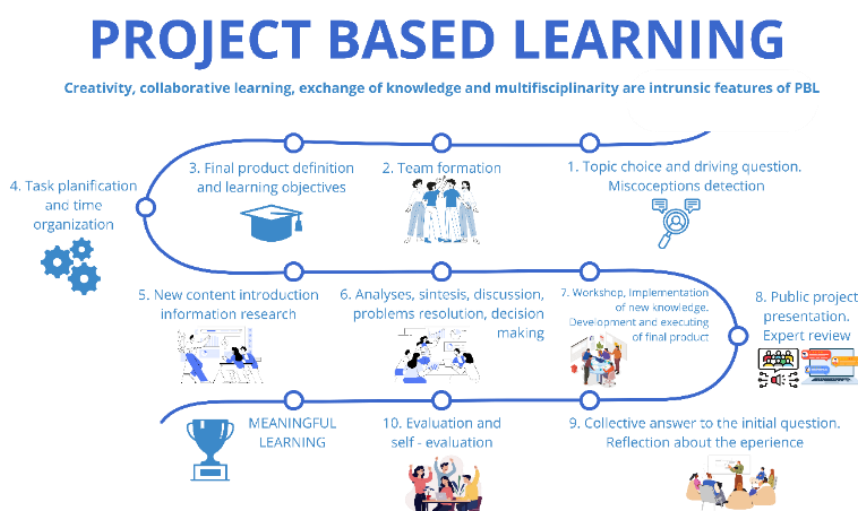 PROJECT BASED LEARNING
Creativity, collaborative learning, exchange of knowledge and multifisciplinarity are intrunsic features of PBL
1. Topic choice and driving question.
Miscoceptions detection
2. Team formation
3. Final product definition
and learning objectives
4. Task planification
and time
organization
5. New content introduction
information research
6. Analyses, sintesis, discussion,
problems resolution, decision
making
7. Workshop, Implementation
of new knowledge.
Development and executing
of final product
8. Public project
presentation.
Expert review
9. Collective answer to the initial question.
Reflection about the eperience
10. Evaluation and
self - evaluation
MEANINGFUL
LEARNING